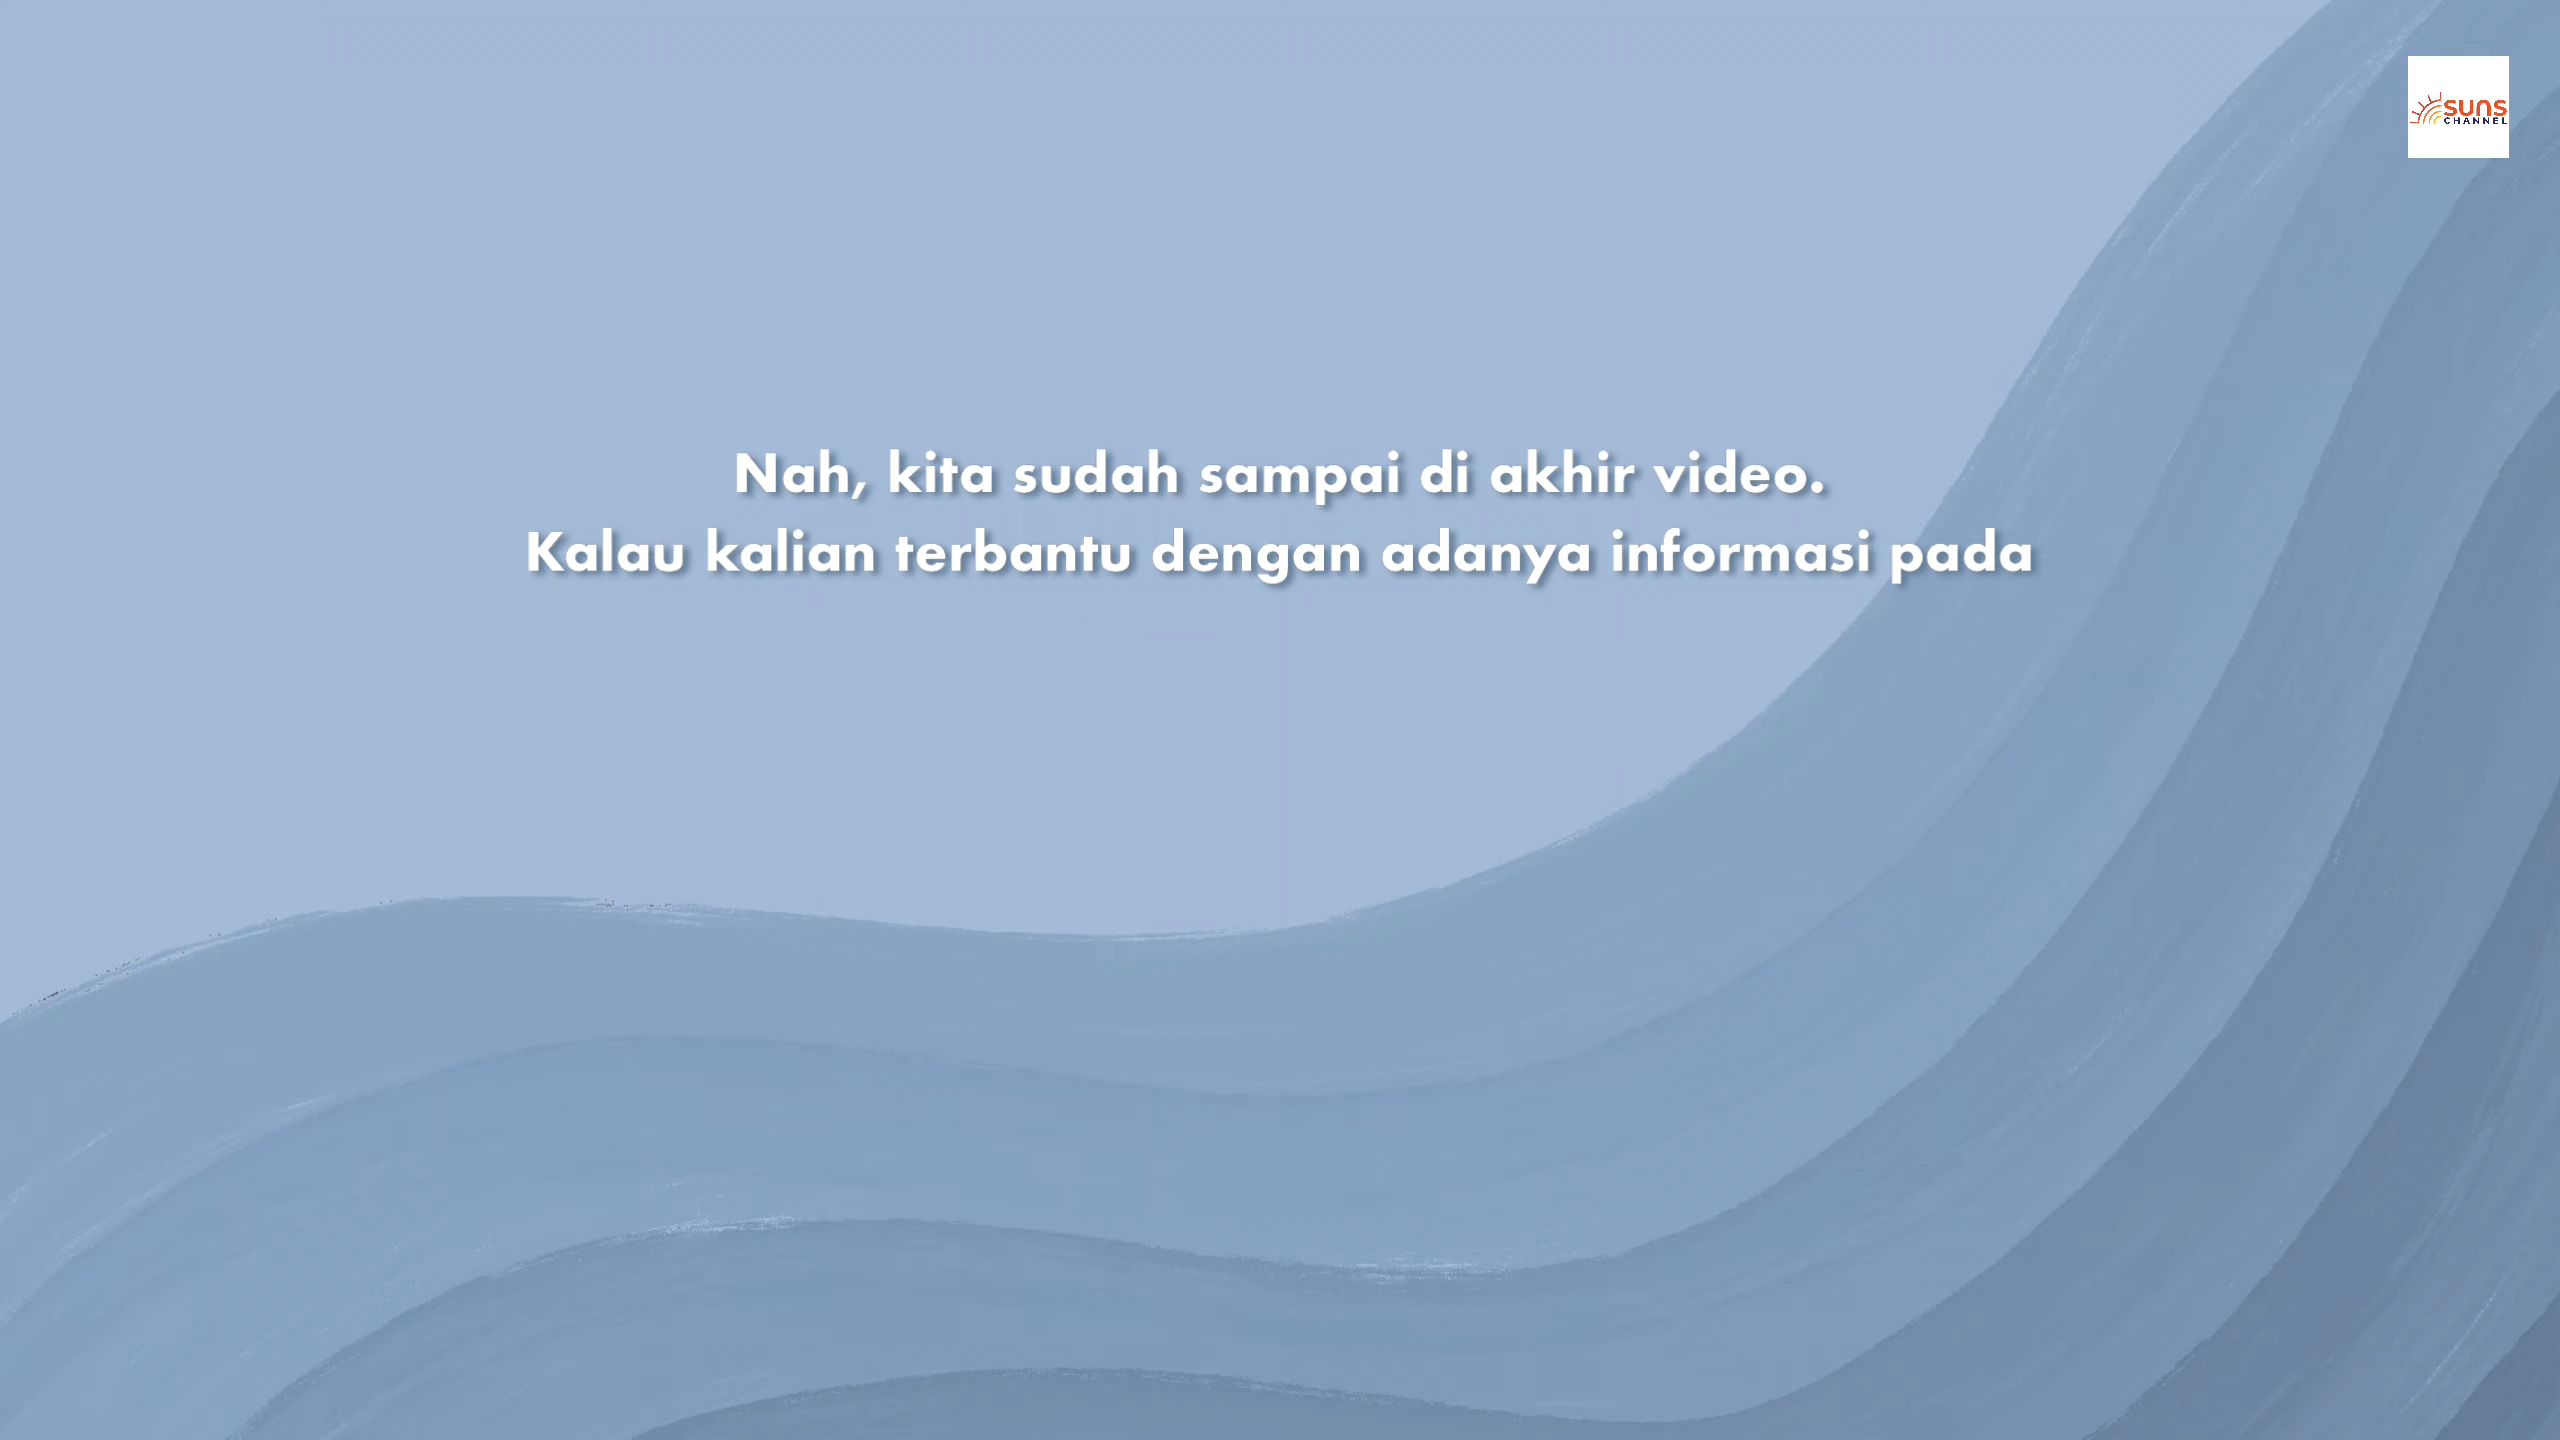 suns
CHANNEL
Nah, kita sudah sampai di akhir video.
Kalau kalian terbantu dengan adanya informasi pada